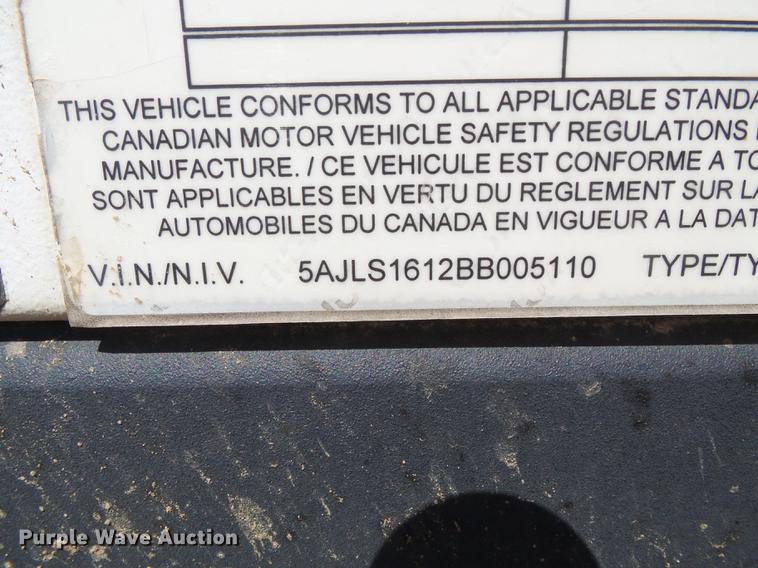 THIS VEHICLE CONFORMS TO ALL APPLICABLE STANDA
CANADIAN MOTOR VEHICLE SAFETY REGULATIONS
MANUFACTURE. / CE VEHICULE EST CONFORME A TO
SONT APPLICABLES EN VERTU DU REGLEMENT SUR LA
AUTOMOBILES DU CANADA EN VIGUEUR A LA DAT
V.I.N./N.I.V. 5AJLS1612BB005110 TYPE/TY
Purple Wave Auction